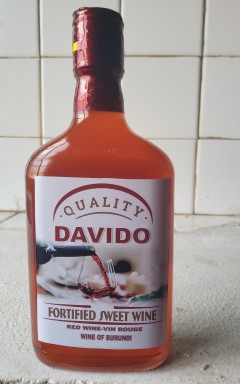 QUALITY
DAVIDO
FORTIFIED SWEET WINE
RED WINE-VIN ROUGE
WINE OF BURUNDI